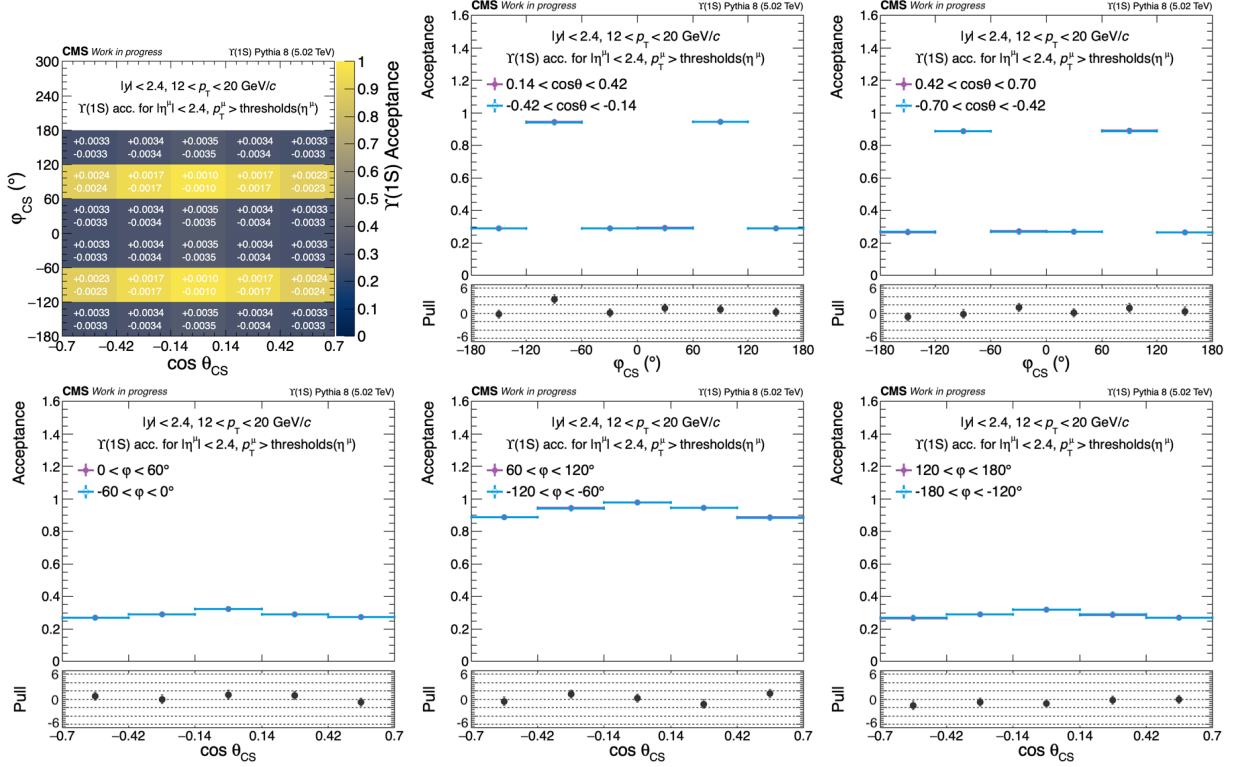 CMS Work in progress ϒ(1S) Pythia 8 (5.02 TeV)
|y| < 2.4, 12 < p_T < 20 GeV/c
ϒ(1S) acc. for |η^μ| < 2.4, p_T^μ > thresholds(η^μ)
300
240
180
120
60
0
−60
−120
−180
φ_CS (°)
+0.0033 +0.0034 +0.0035 +0.0034 +0.0033
-0.0033 -0.0034 -0.0035 -0.0034 -0.0033
+0.0024 +0.0017 +0.0010 +0.0017 +0.0023
-0.0024 -0.0017 -0.0010 -0.0017 -0.0023
+0.0033 +0.0034 +0.0035 +0.0034 +0.0033
-0.0033 -0.0034 -0.0035 -0.0034 -0.0033
+0.0033 +0.0034 +0.0035 +0.0034 +0.0033
-0.0033 -0.0034 -0.0035 -0.0034 -0.0033
+0.0023 +0.0017 +0.0010 +0.0017 +0.0024
-0.0023 -0.0017 -0.0010 -0.0017 -0.0024
+0.0033 +0.0034 +0.0035 +0.0034 +0.0033
-0.0033 -0.0034 -0.0035 -0.0034 -0.0033
−0.7 −0.42 −0.14 0.14 0.42 0.7
cos θ_CS
1
0.9
0.8
0.7
0.6
0.5
0.4
0.3
0.2
0.1
0
ϒ(1S) Acceptance
CMS Work in progress ϒ(1S) Pythia 8 (5.02 TeV)
|y| < 2.4, 12 < p_T < 20 GeV/c
ϒ(1S) acc. for |η^μ| < 2.4, p_T^μ > thresholds(η^μ)
0.14 < cosθ < 0.42
-0.42 < cosθ < -0.14
Acceptance
1.6
1.4
1.2
1
0.8
0.6
0.4
0.2
0
Pull
6
0
-6
−180 −120 −60 0 60 120 180
φ_CS (°)
CMS Work in progress ϒ(1S) Pythia 8 (5.02 TeV)
|y| < 2.4, 12 < p_T < 20 GeV/c
ϒ(1S) acc. for |η^μ| < 2.4, p_T^μ > thresholds(η^μ)
0.42 < cosθ < 0.70
-0.70 < cosθ < -0.42
Acceptance
1.6
1.4
1.2
1
0.8
0.6
0.4
0.2
0
Pull
6
0
-6
−180 −120 −60 0 60 120 180
φ_CS (°)
CMS Work in progress ϒ(1S) Pythia 8 (5.02 TeV)
|y| < 2.4, 12 < p_T < 20 GeV/c
ϒ(1S) acc. for |η^μ| < 2.4, p_T^μ > thresholds(η^μ)
0 < φ < 60°
-60 < φ < 0°
Acceptance
1.6
1.4
1.2
1
0.8
0.6
0.4
0.2
0
Pull
6
0
-6
−0.7 −0.42 −0.14 0.14 0.42 0.7
cos θ_CS
CMS Work in progress ϒ(1S) Pythia 8 (5.02 TeV)
|y| < 2.4, 12 < p_T < 20 GeV/c
ϒ(1S) acc. for |η^μ| < 2.4, p_T^μ > thresholds(η^μ)
60 < φ < 120°
-120 < φ < -60°
Acceptance
1.6
1.4
1.2
1
0.8
0.6
0.4
0.2
0
Pull
6
0
-6
−0.7 −0.42 −0.14 0.14 0.42 0.7
cos θ_CS
CMS Work in progress ϒ(1S) Pythia 8 (5.02 TeV)
|y| < 2.4, 12 < p_T < 20 GeV/c
ϒ(1S) acc. for |η^μ| < 2.4, p_T^μ > thresholds(η^μ)
120 < φ < 180°
-180 < φ < -120°
Acceptance
1.6
1.4
1.2
1
0.8
0.6
0.4
0.2
0
Pull
6
0
-6
−0.7 −0.42 −0.14 0.14 0.42 0.7
cos θ_CS